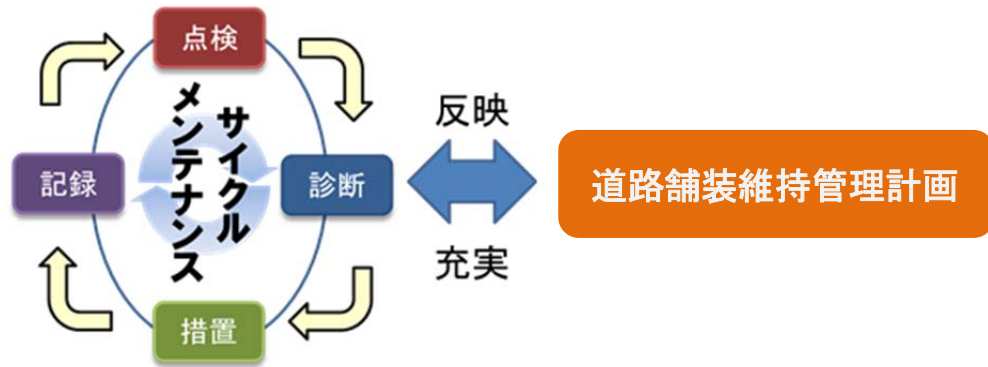 点検
メンテナンス
サイクル
記録
診断
措置
反映
充実
道路舗装維持管理計画